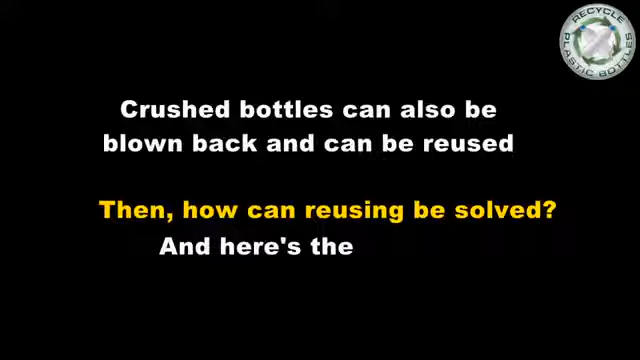 RECYCLE
PLASTIC BOTTLES
Crushed bottles can also be
blown back and can be reused
Then, how can reusing be solved?
And here's the